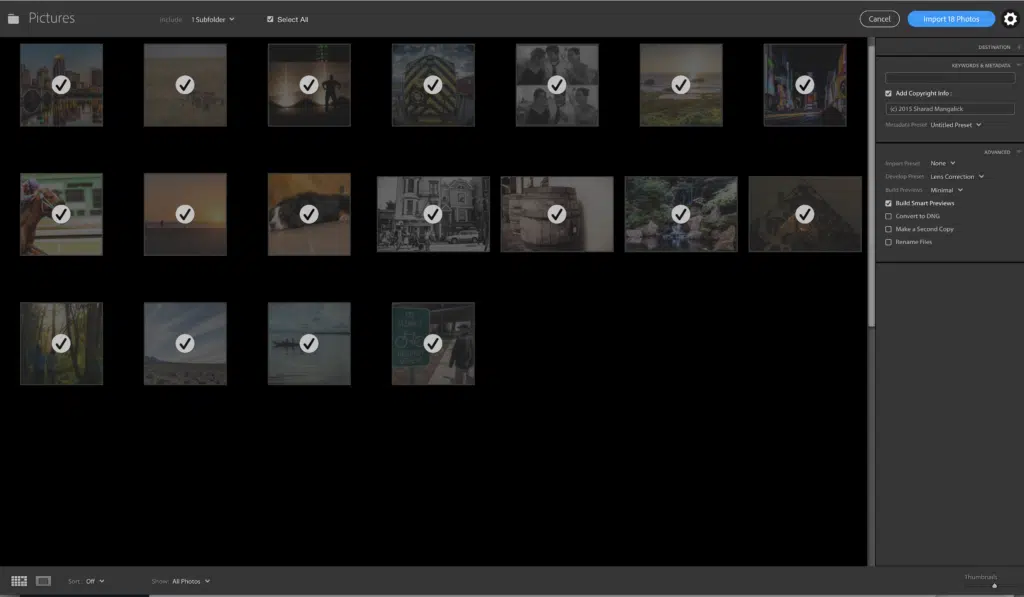 Pictures
Include 1 Subfolder
Select All
Cancel
Import 18 Photos
DESTINATION
KEYWORDS & METADATA
Add Copyright Info :
(c) 2015 Sharad Mangalick
Metadata Preset Untitled Preset
ADVANCED
Import Preset None
Develop Preset Lens Correction
Build Previews Minimal
Build Smart Previews
Convert to DNG
Make a Second Copy
Rename Files
Sort: Off
Show: All Photos
Thumbnails